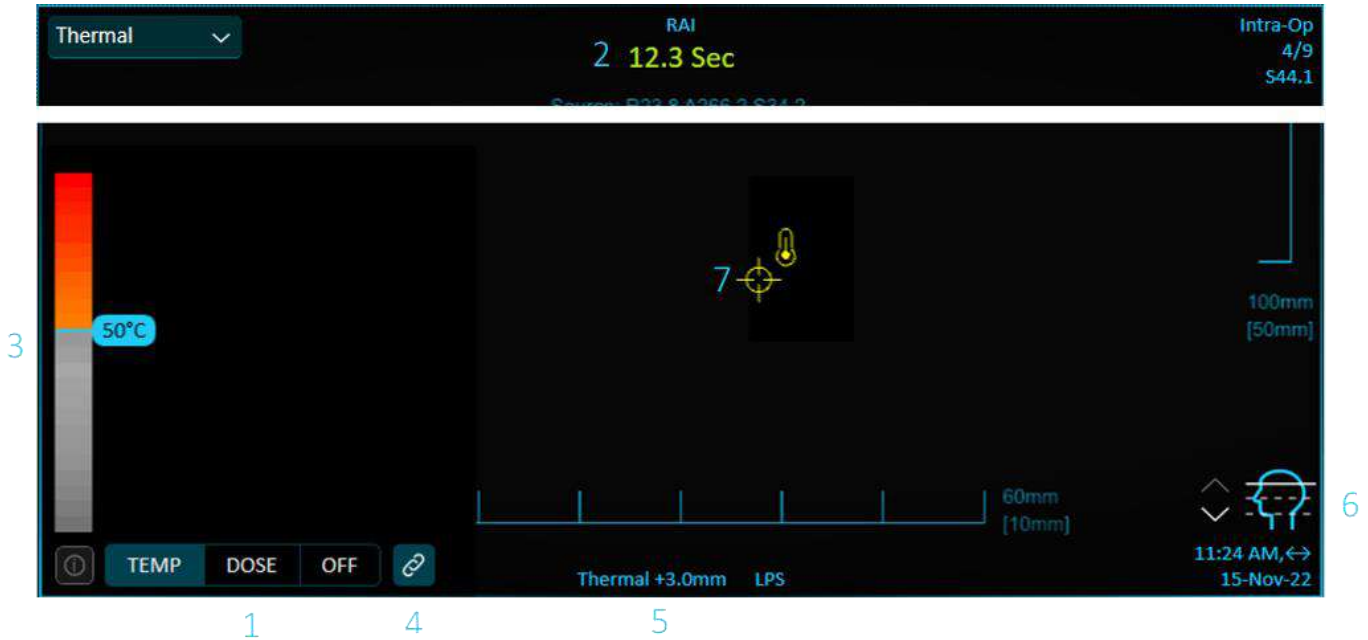 Thermal
RAI
2 12.3 Sec
Intra-Op
4/9
S44.1
3
50°C
7
100mm
[50mm]
60mm
[10mm]
6
TEMP DOSE OFF
Thermal +3.0mm LPS
11:24 AM,↔
15-Nov-22
1 4 5